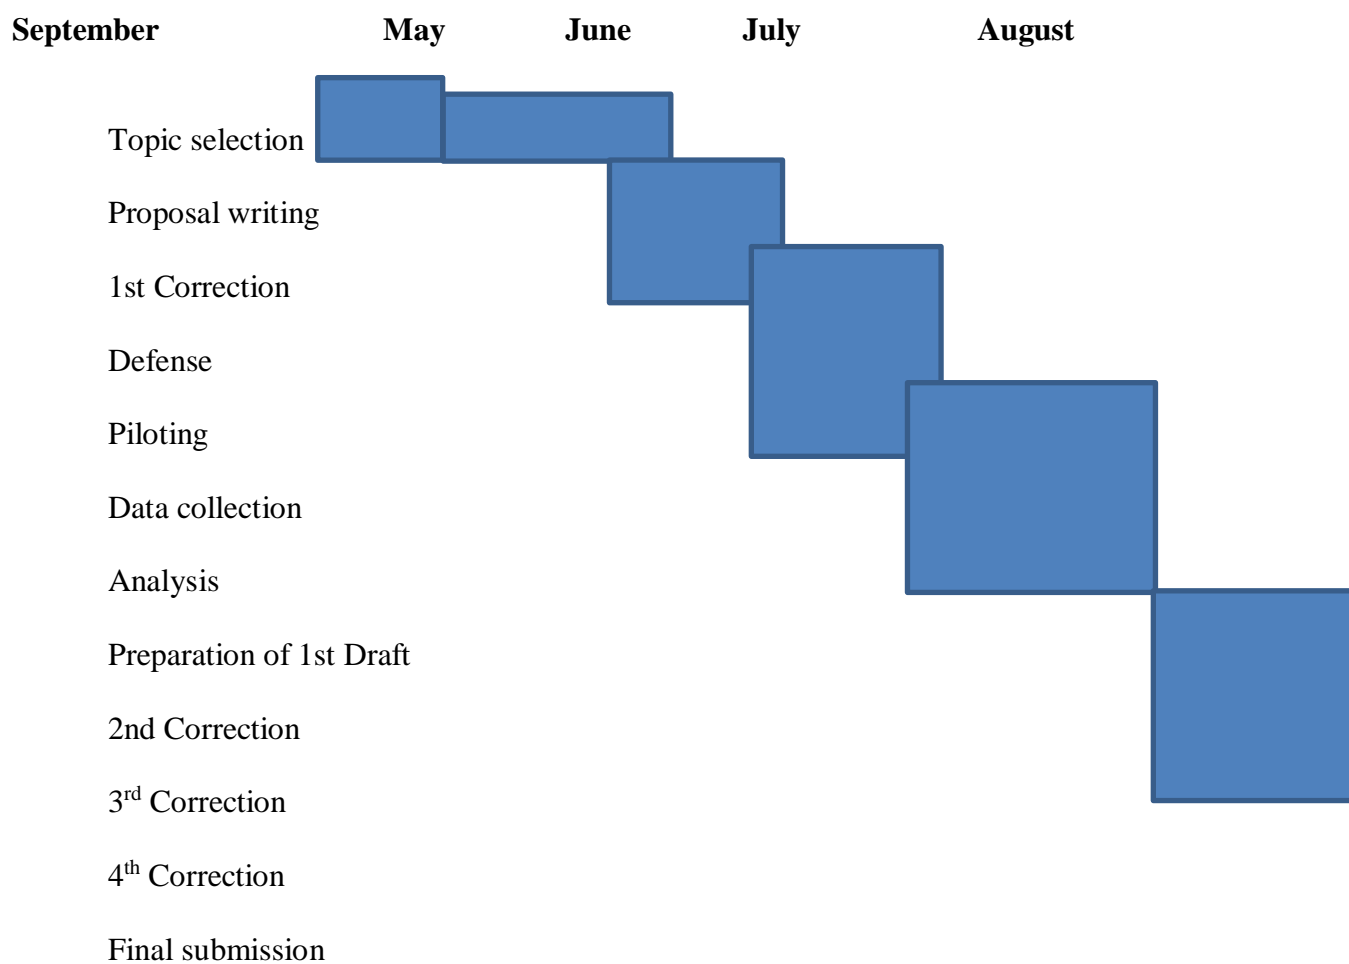 September May June July August
Topic selection
Proposal writing
1st Correction
Defense
Piloting
Data collection
Analysis
Preparation of 1st Draft
2nd Correction
3rd Correction
4th Correction
Final submission